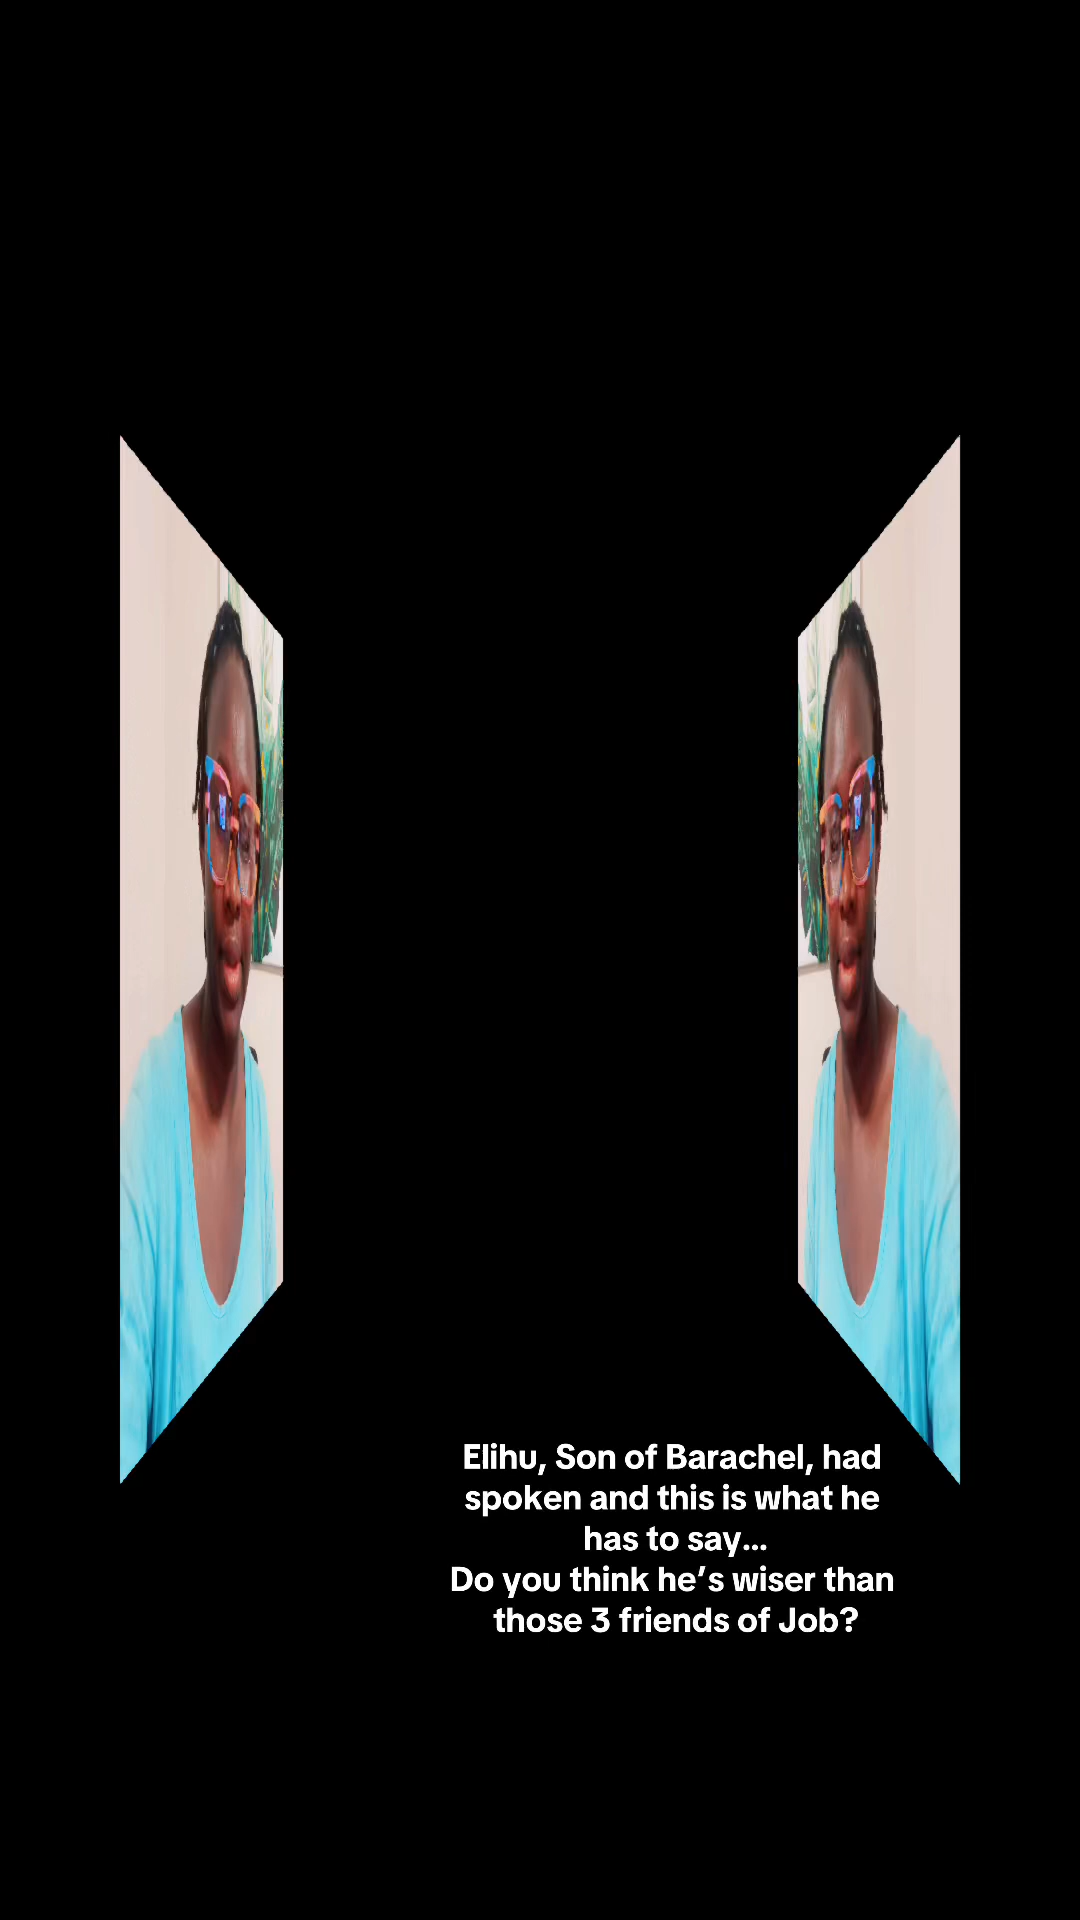 Elihu, Son of Barachel, had
spoken and this is what he
has to say...
Do you think he’s wiser than
those 3 friends of Job?